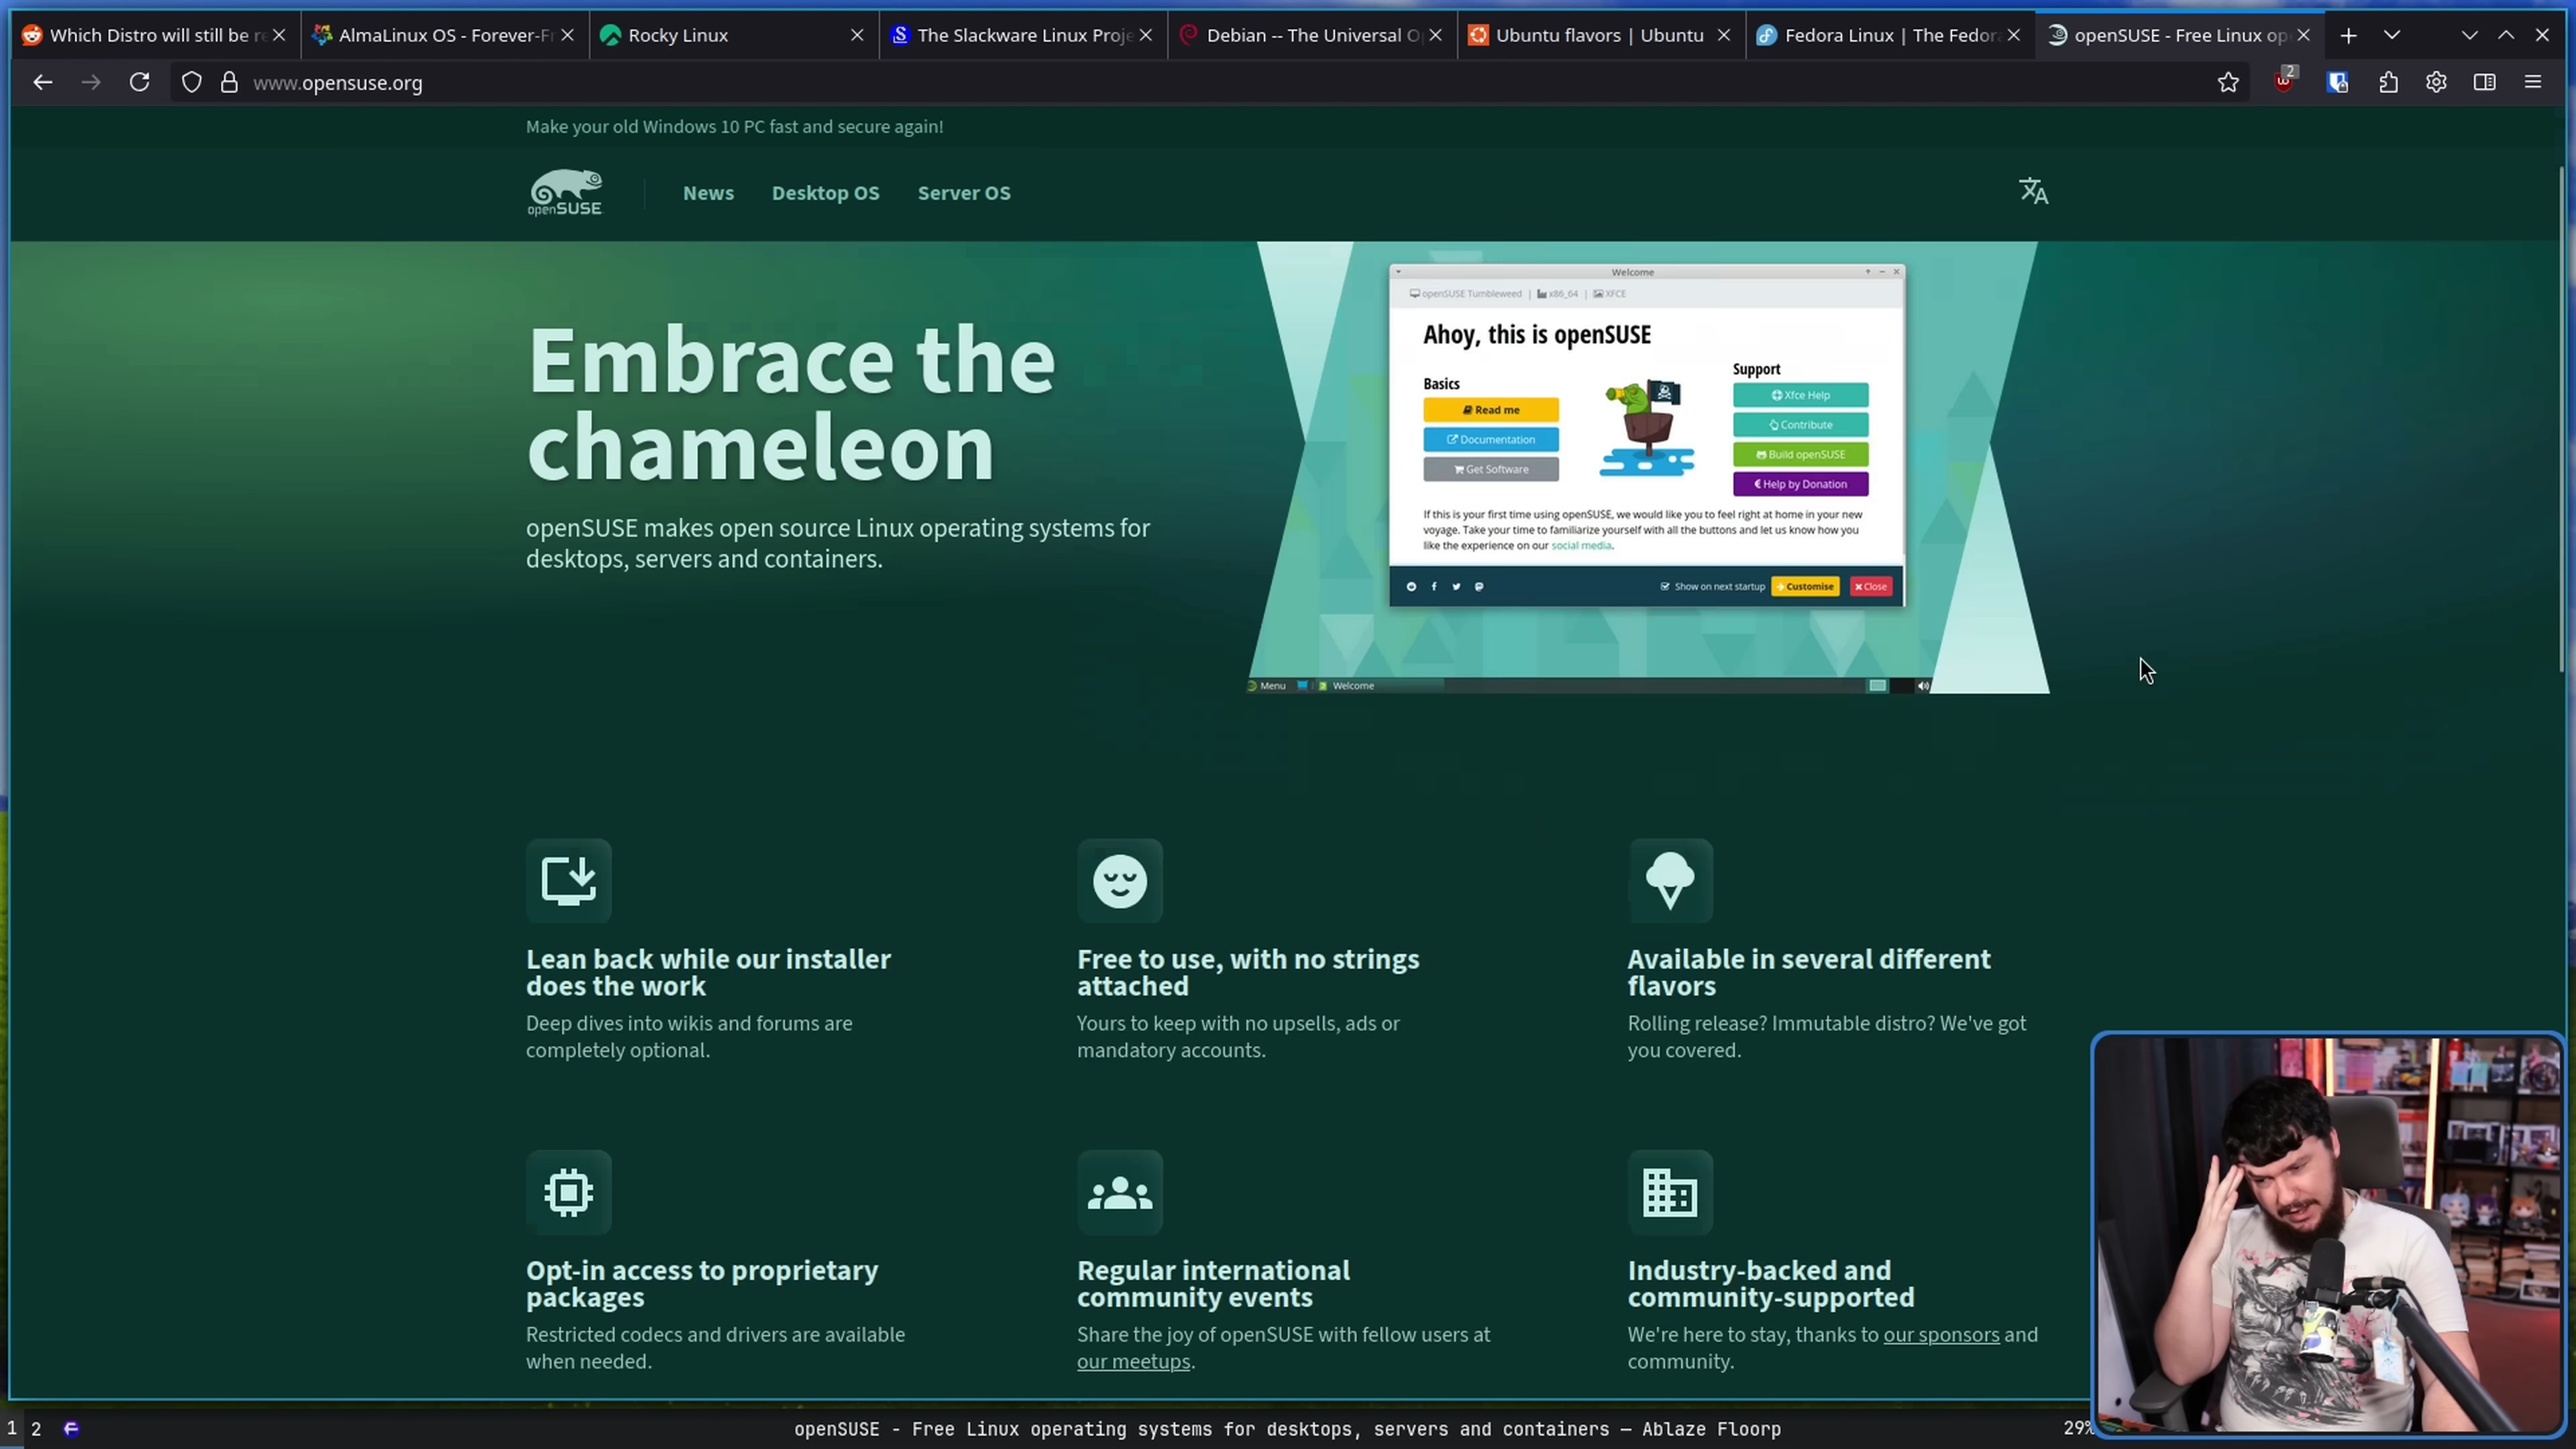 Which Distro will still be re
AlmaLinux OS - Forever-Fr
Rocky Linux
The Slackware Linux Proje
Debian -- The Universal O
Ubuntu flavors | Ubuntu
Fedora Linux | The Fedora
openSUSE - Free Linux op
www.opensuse.org
2
Make your old Windows 10 PC fast and secure again!
openSUSE
News
Desktop OS
Server OS
Welcome
openSUSE Tumbleweed | x86_64 | XFCE
Embrace the
chameleon
openSUSE makes open source Linux operating systems for
desktops, servers and containers.
Ahoy, this is openSUSE
Basics
Read me
Documentation
Get Software
Support
Xfce Help
Contribute
Build openSUSE
Help by Donation
If this is your first time using openSUSE, we would like you to feel right at home in your new
voyage. Take your time to familiarize yourself with all the buttons and let us know how you
like the experience on our social media.
Show on next startup
Customise
Close
Menu
Welcome
Lean back while our installer
does the work
Deep dives into wikis and forums are
completely optional.
Free to use, with no strings
attached
Yours to keep with no upsells, ads or
mandatory accounts.
Available in several different
flavors
Rolling release? Immutable distro? We've got
you covered.
Opt-in access to proprietary
packages
Restricted codecs and drivers are available
when needed.
Regular international
community events
Share the joy of openSUSE with fellow users at
our meetups.
Industry-backed and
community-supported
We're here to stay, thanks to our sponsors and
community.
1 2
openSUSE - Free Linux operating systems for desktops, servers and containers — Ablaze Floorp
29%